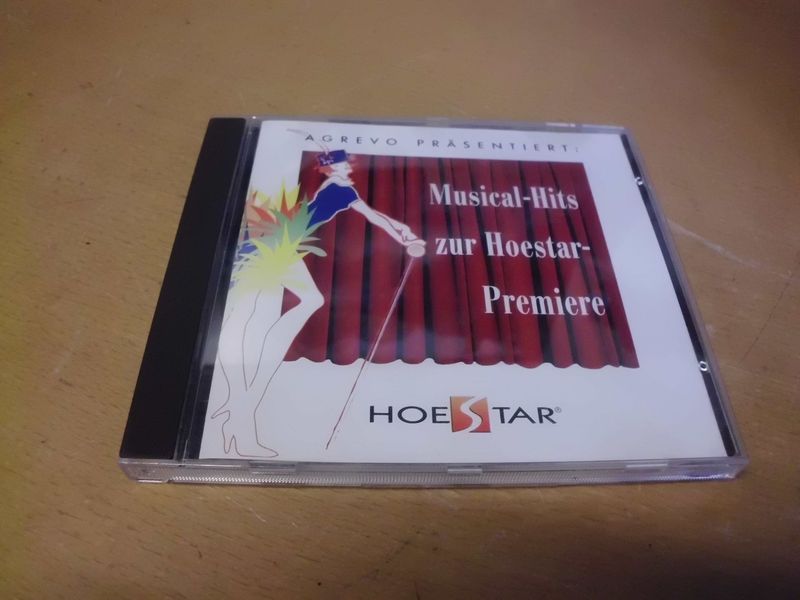 AGREVO PRÄSENTIERT:
Musical-Hits
zur Hoestar-
Premiere
HOESTAR®